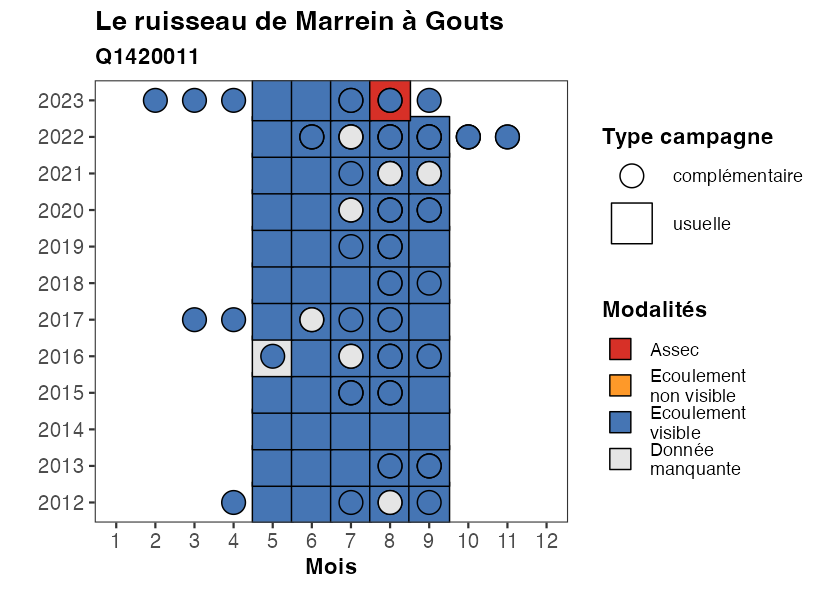 Le ruisseau de Marrein à Gouts
Q1420011
2023
2022
2021
2020
2019
2018
2017
2016
2015
2014
2013
2012
1 2 3 4 5 6 7 8 9 10 11 12
Mois
Type campagne
complémentaire
usuelle
Modalités
Assec
Ecoulement
non visible
Ecoulement
visible
Donnée
manquante